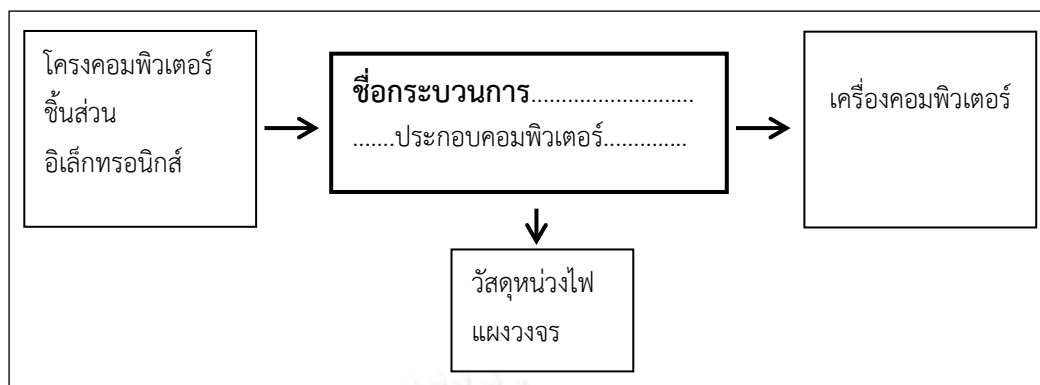 โครงคอมพิวเตอร์
ชิ้นส่วน
อิเล็กทรอนิกส์
ชื่อกระบวนการ...........................
.......ประกอบคอมพิวเตอร์..............
เครื่องคอมพิวเตอร์
วัสดุหน่วงไฟ
แผงวงจร